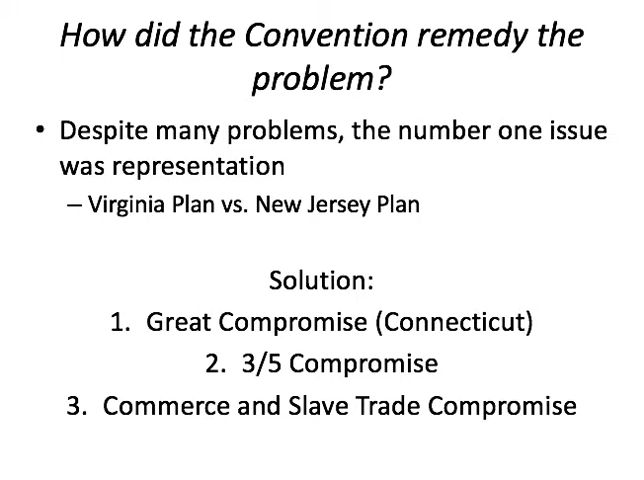 How did the Convention remedy the
problem?
• Despite many problems, the number one issue
was representation
– Virginia Plan vs. New Jersey Plan
Solution:
1. Great Compromise (Connecticut)
2. 3/5 Compromise
3. Commerce and Slave Trade Compromise